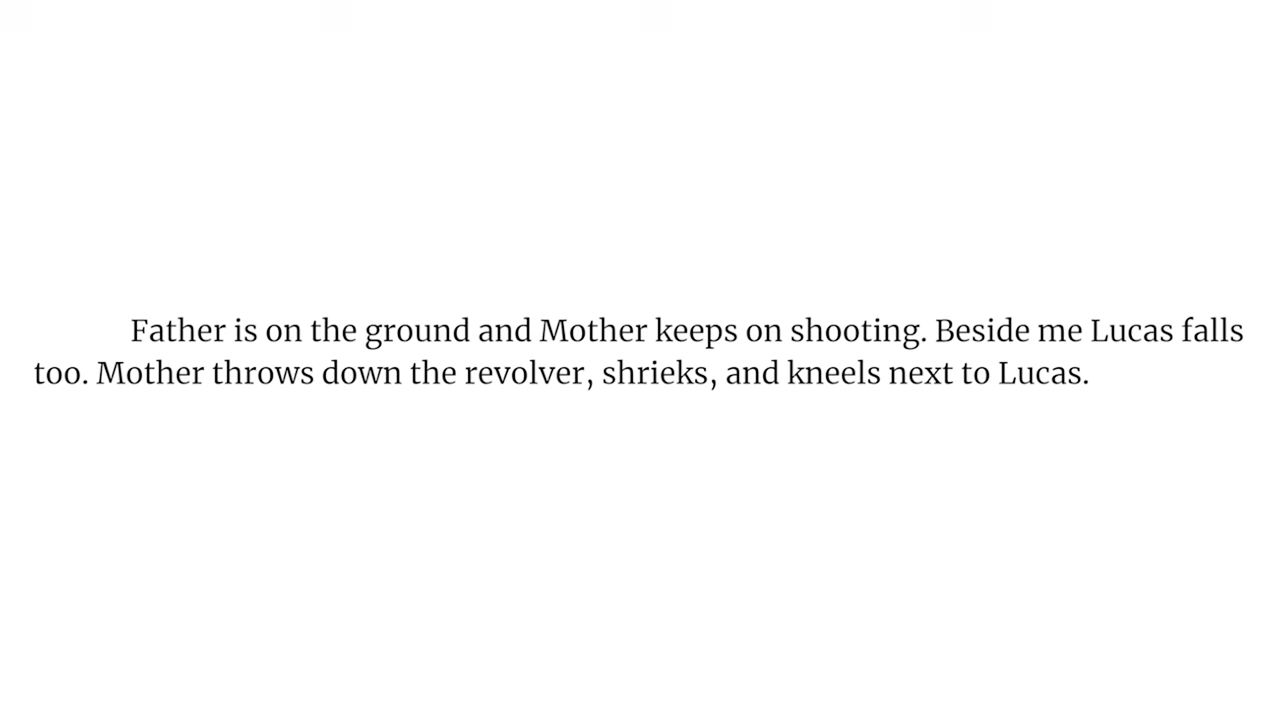 Father is on the ground and Mother keeps on shooting. Beside me Lucas falls
too. Mother throws down the revolver, shrieks, and kneels next to Lucas.